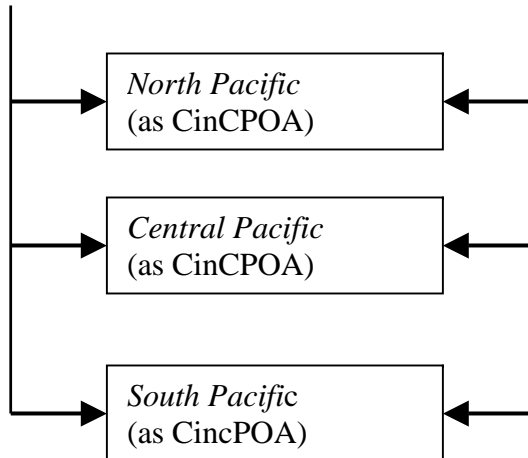 North Pacific
(as CinCPOA)
Central Pacific
(as CinCPOA)
South Pacific
(as CincPOA)